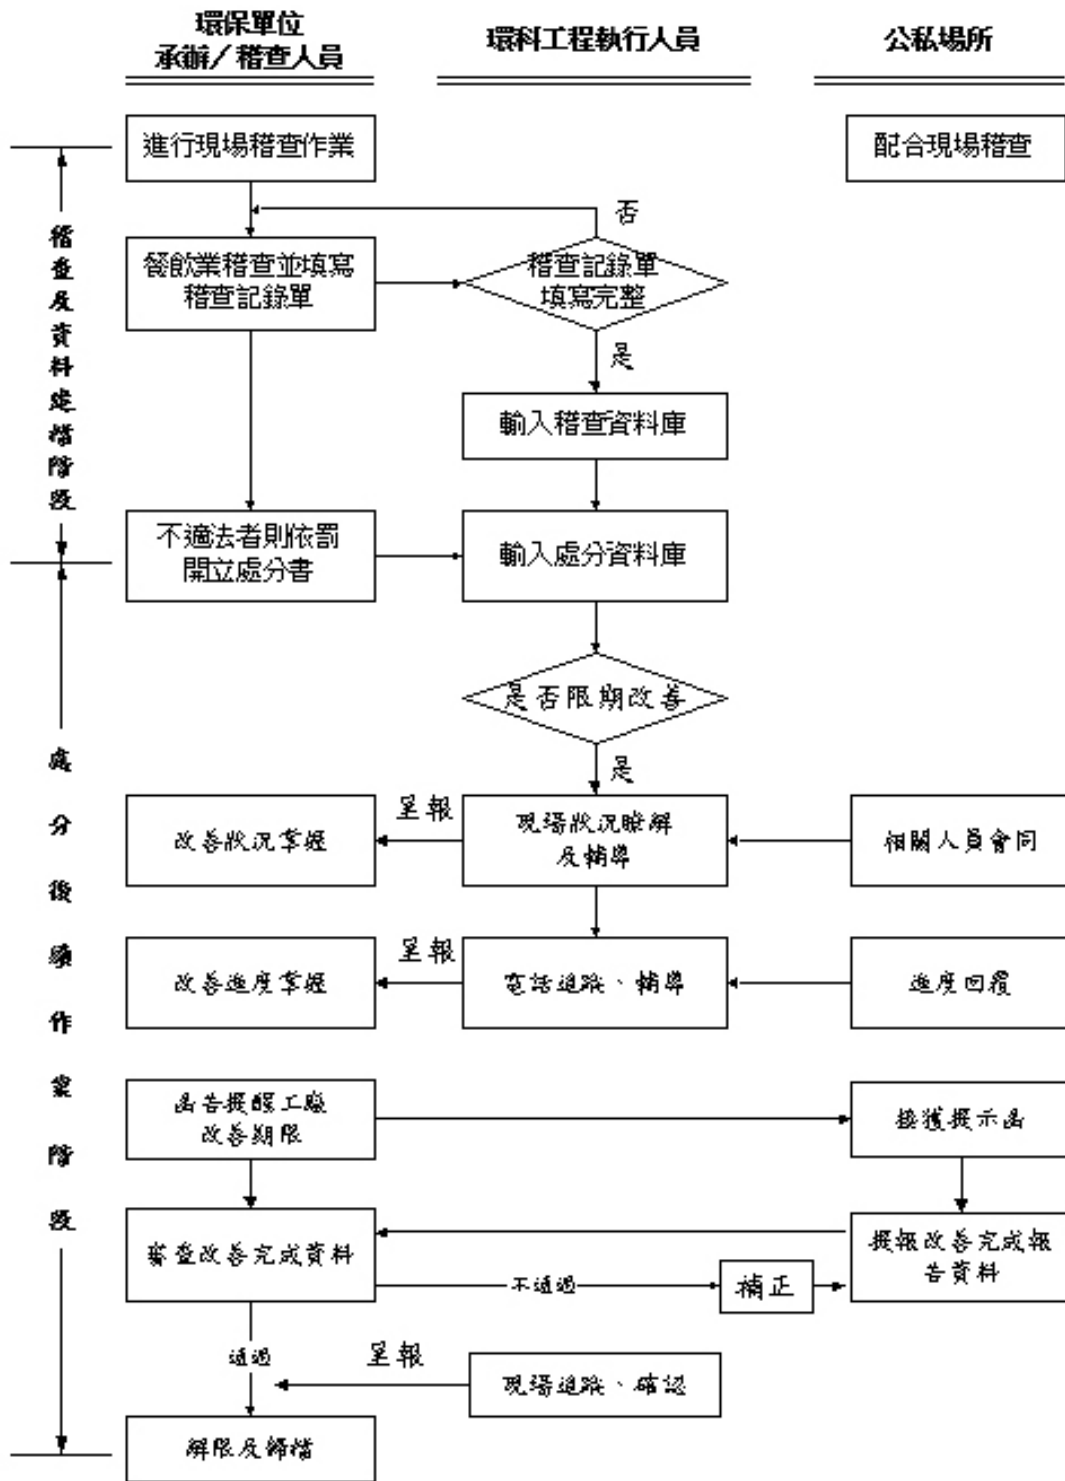 環保單位
承辦／稽查人員
環科工程執行人員
公私場所
進行現場稽查作業
配合現場稽查
否
餐飲業稽查並填寫
稽查記錄單
稽查記錄單
填寫完整
是
輸入稽查資料庫
稽查及資料建檔階段
不適法者則依罰
開立處分書
輸入處分資料庫
是否限期改善
是
處分後續作業階段
改善狀況掌握
呈報
現場狀況瞭解
及輔導
相關人員會同
改善進度掌握
呈報
電話追蹤、輔導
進度回覆
函告提醒工廠
改善期限
接獲提示函
審查改善完成資料
不通過
補正
提報改善完成報
告資料
通過
呈報
現場追蹤、確認
解限及歸檔